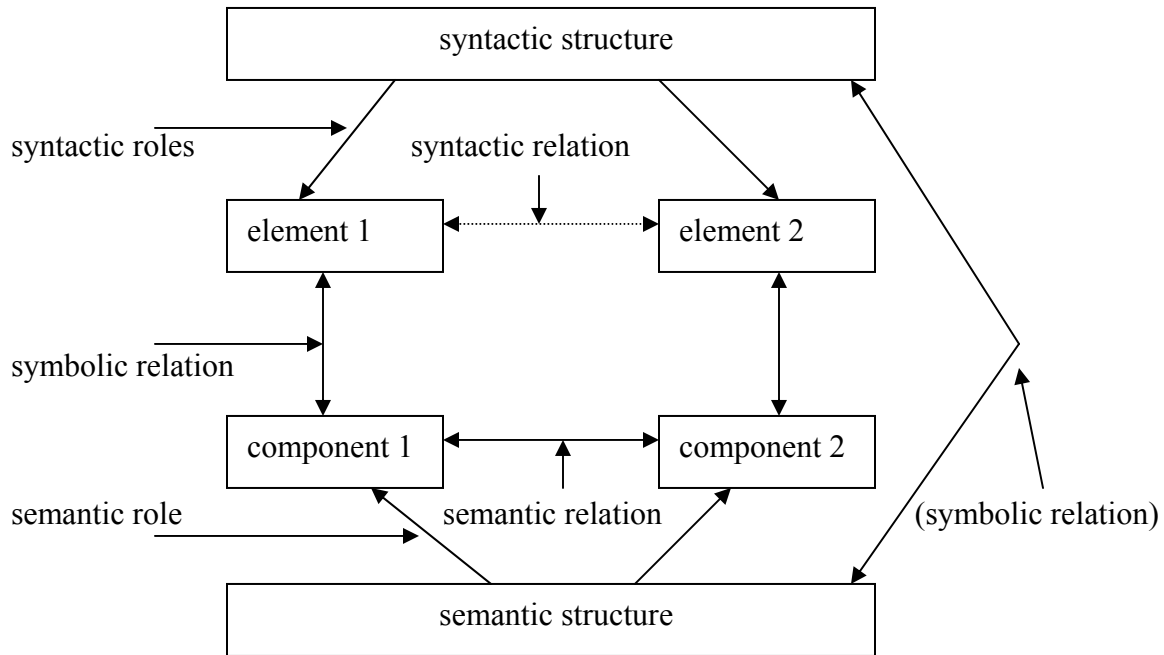 syntactic structure
syntactic roles
syntactic relation
element 1
element 2
symbolic relation
component 1
component 2
semantic role
semantic relation
(symbolic relation)
semantic structure